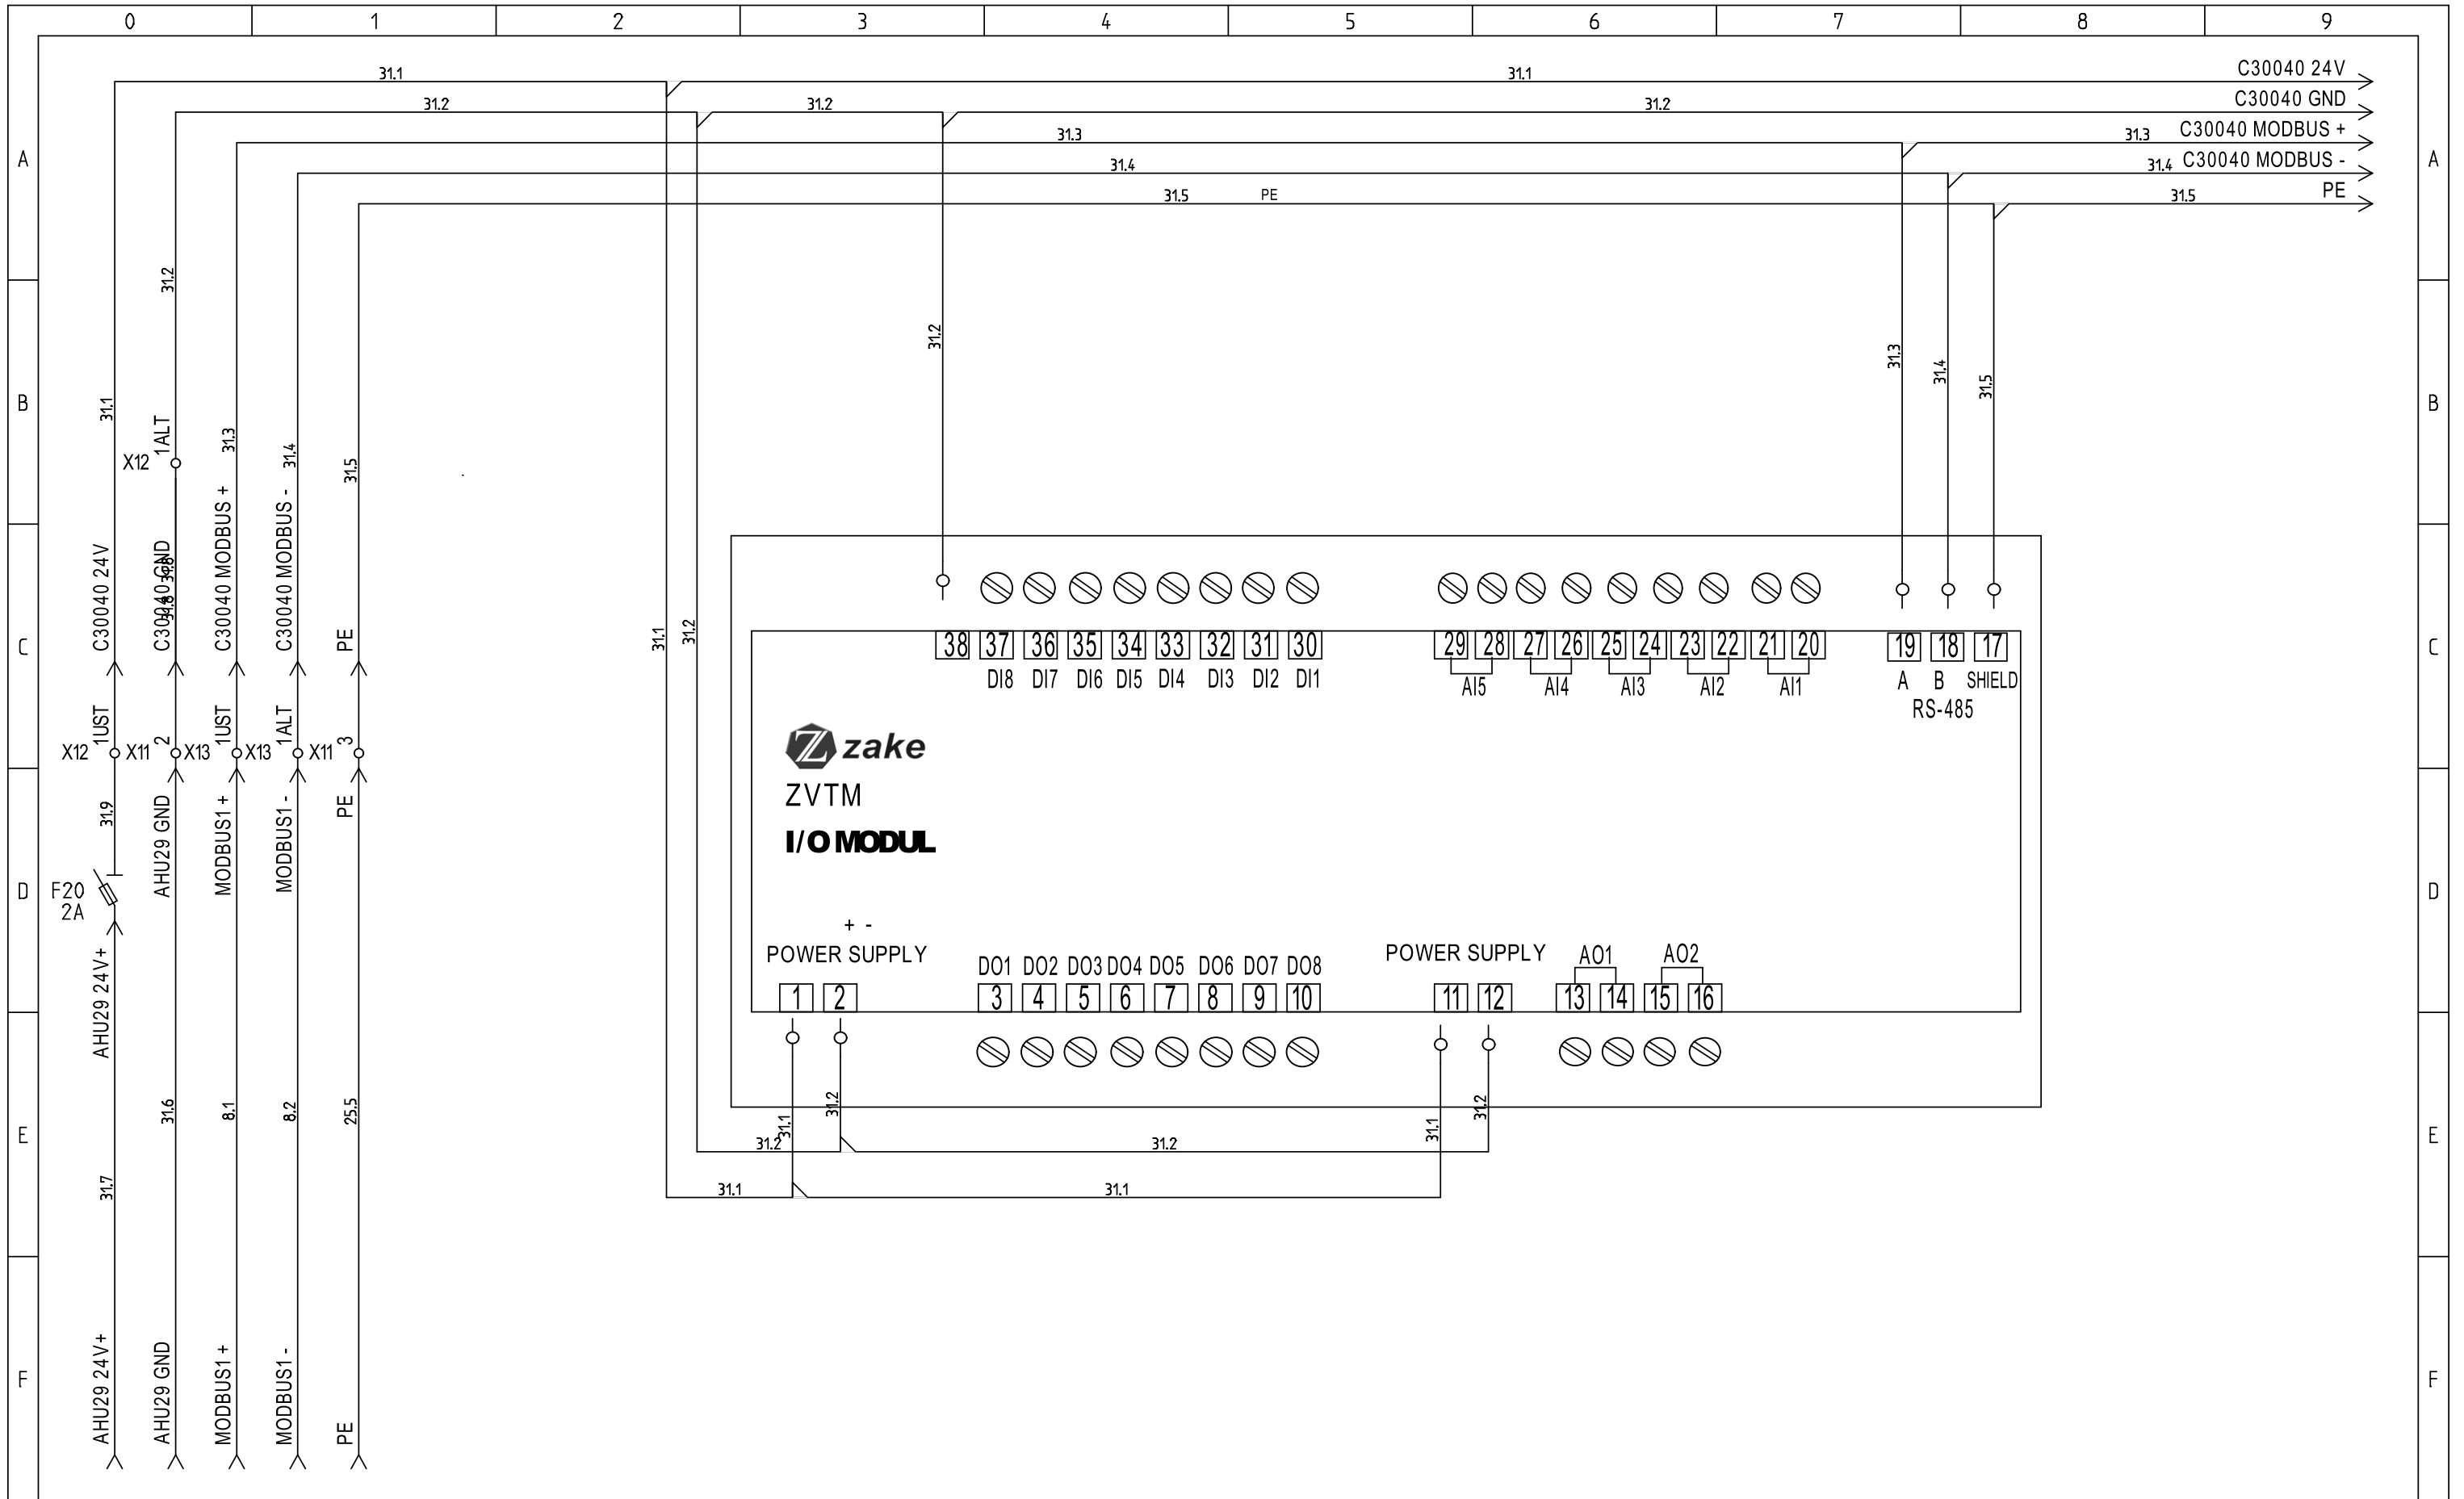 0 1 2 3 4 5 6 7 8 9
31.1 31.1 C30040 24V
31.2 31.2 31.2 C30040 GND
31.3 31.3 C30040 MODBUS +
31.4 31.4 C30040 MODBUS -
31.5 PE 31.5 PE
A A
31.2
31.2
31.3
31.4
31.5
B B
31.1
1ALT
X12
31.3
31.4
31.5
C30040 24V
C30040 GND
31.8
31.8
C30040 MODBUS +
C30040 MODBUS -
PE
31.1
31.2
C C
38 37 36 35 34 33 32 31 30 29 28 27 26 25 24 23 22 21 20 19 18 17
DI8 DI7 DI6 DI5 DI4 DI3 DI2 DI1 AI5 AI4 AI3 AI2 AI1 A B SHIELD
RS-485
1UST
2
1UST
1ALT
3
X12 X11 X13 X13 X11
Z zake
ZVTM
I/O MODUL
31.9
AHU29 GND
MODBUS1 +
MODBUS1 -
PE
D D
F20
2A
AHU29 24V+
+ -
POWER SUPPLY
DO1 DO2 DO3 DO4 DO5 DO6 DO7 DO8
POWER SUPPLY
AO1 AO2
1 2 3 4 5 6 7 8 9 10 11 12 13 14 15 16
31.6
8.1
8.2
25.5
31.1
31.2
31.1
31.2
E E
31.2 31.2
31.7
31.1 31.1
F F
AHU29 24V+
AHU29 GND
MODBUS1 +
MODBUS1 -
PE